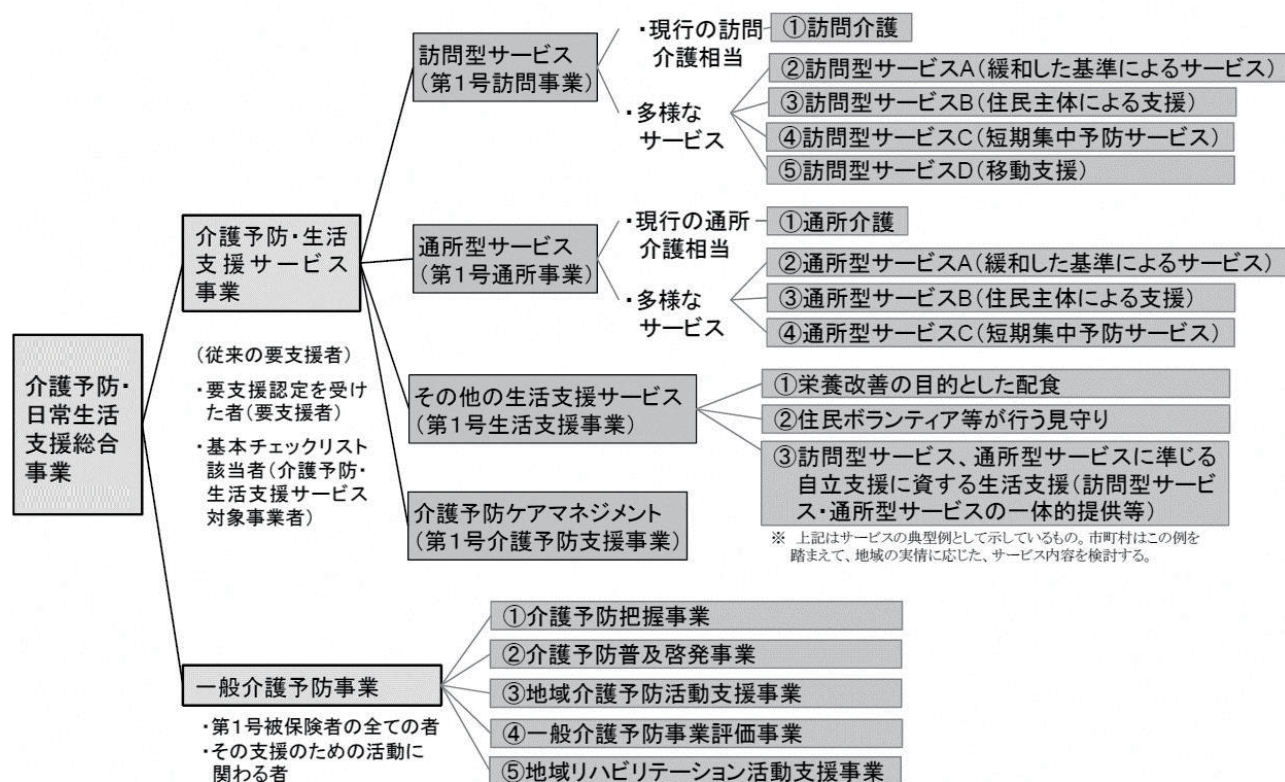 介護予防・
日常生活
支援総合
事業
介護予防・生活
支援サービス
事業
(従来の要支援者)
・要支援認定を受け
た者(要支援者)
・基本チェックリスト
該当者(介護予防・
生活支援サービス
対象事業者)
訪問型サービス
(第1号訪問事業)
・現行の訪問
介護相当
①訪問介護
・多様な
サービス
②訪問型サービスA(緩和した基準によるサービス)
③訪問型サービスB(住民主体による支援)
④訪問型サービスC(短期集中予防サービス)
⑤訪問型サービスD(移動支援)
通所型サービス
(第1号通所事業)
・現行の通所
介護相当
①通所介護
・多様な
サービス
②通所型サービスA(緩和した基準によるサービス)
③通所型サービスB(住民主体による支援)
④通所型サービスC(短期集中予防サービス)
その他の生活支援サービス
(第1号生活支援事業)
①栄養改善の目的とした配食
②住民ボランティア等が行う見守り
③訪問型サービス、通所型サービスに準じる
自立支援に資する生活支援(訪問型サービ
ス・通所型サービスの一体的提供等)
※ 上記はサービスの典型例として示しているもの。市町村はこの例を
踏まえて、地域の実情に応じた、サービス内容を検討する。
介護予防ケアマネジメント
(第1号介護予防支援事業)
一般介護予防事業
・第1号被保険者の全ての者
・その支援のための活動に
関わる者
①介護予防把握事業
②介護予防普及啓発事業
③地域介護予防活動支援事業
④一般介護予防事業評価事業
⑤地域リハビリテーション活動支援事業